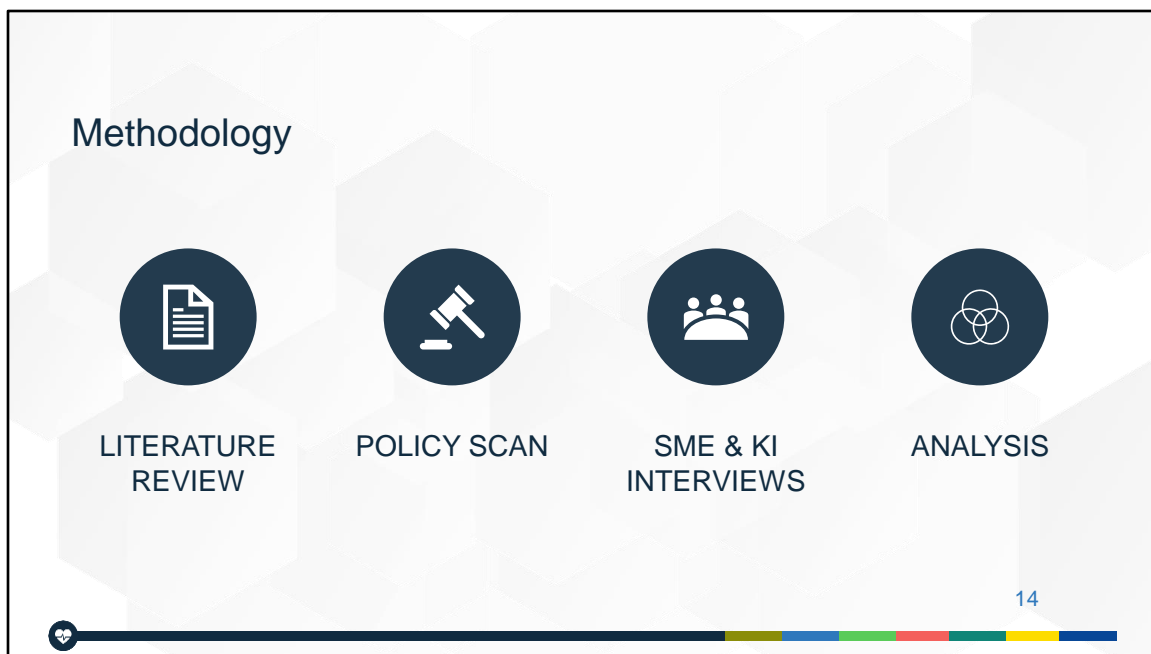 Methodology
LITERATURE
REVIEW
POLICY SCAN
SME & KI
INTERVIEWS
ANALYSIS
14